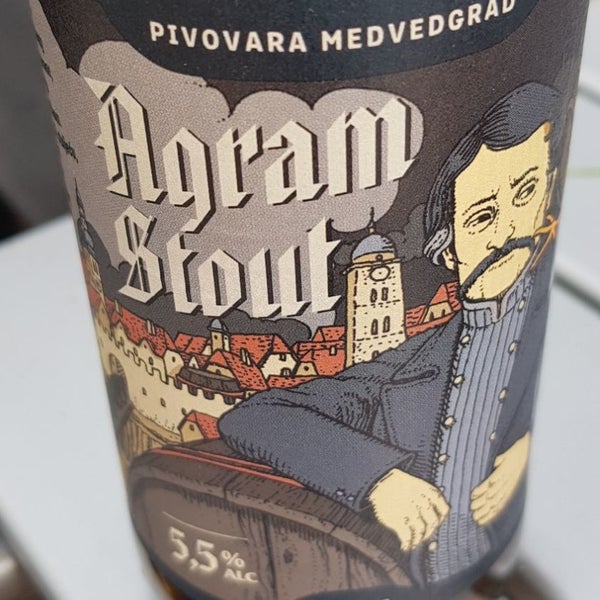 PIVOVARA MEDVEDGRAD
Agram
Stout
5,5% ALC